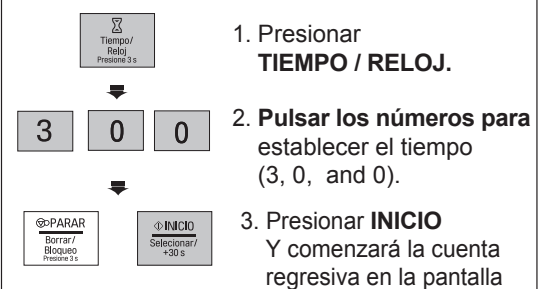 Tiempo/
Reloj
Presione 3 s
1. Presionar
TIEMPO / RELOJ.
3 0 0
2. Pulsar los números para
establecer el tiempo
(3, 0, and 0).
PARAR
Borrar/
Bloqueo
Presione 3 s
INICIO
Selecionar/
+30 s
3. Presionar INICIO
Y comenzará la cuenta
regresiva en la pantalla